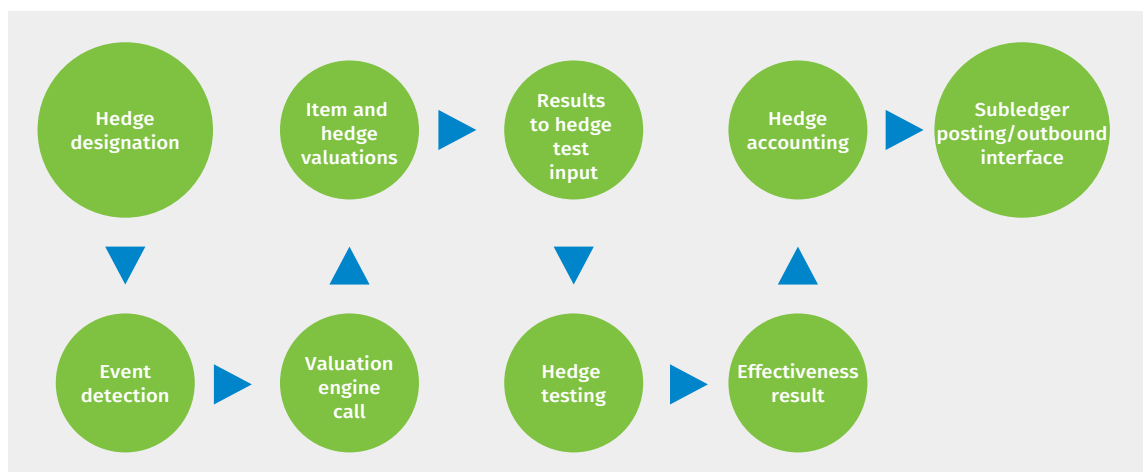 Hedge
designation
Item and
hedge
valuations
Results
to hedge
test
input
Hedge
accounting
Subledger
posting/outbound
interface
Event
detection
Valuation
engine
call
Hedge
testing
Effectiveness
result